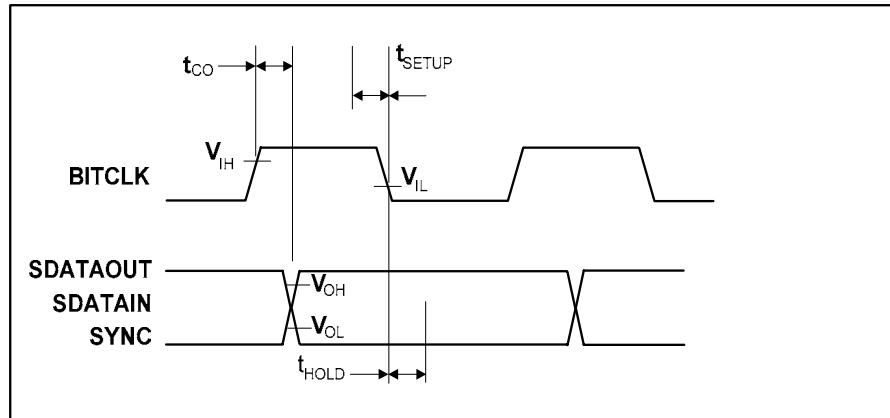 tCO
tSETUP
VIH
BITCLK
VIL
SDATAOUT
VOH
SDATAIN
VOL
SYNC
tHOLD